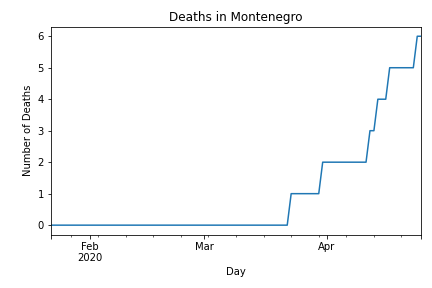 Deaths in Montenegro
Number of Deaths
6
5
4
3
2
1
0
Feb
2020
Mar
Apr
Day